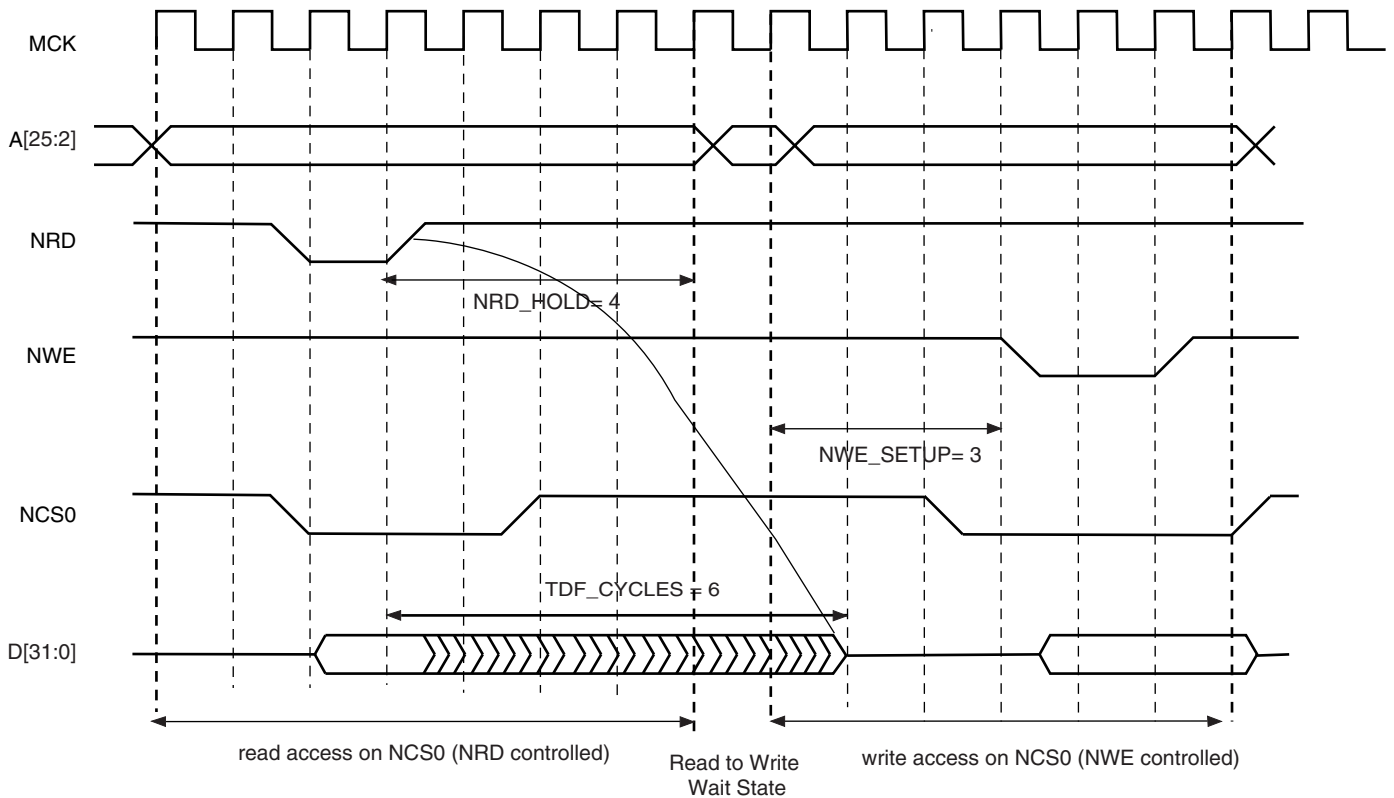 MCK
A[25:2]
NRD
NRD_HOLD= 4
NWE
NWE_SETUP= 3
NCS0
TDF_CYCLES = 6
D[31:0]
read access on NCS0 (NRD controlled)
Read to Write
Wait State
write access on NCS0 (NWE controlled)